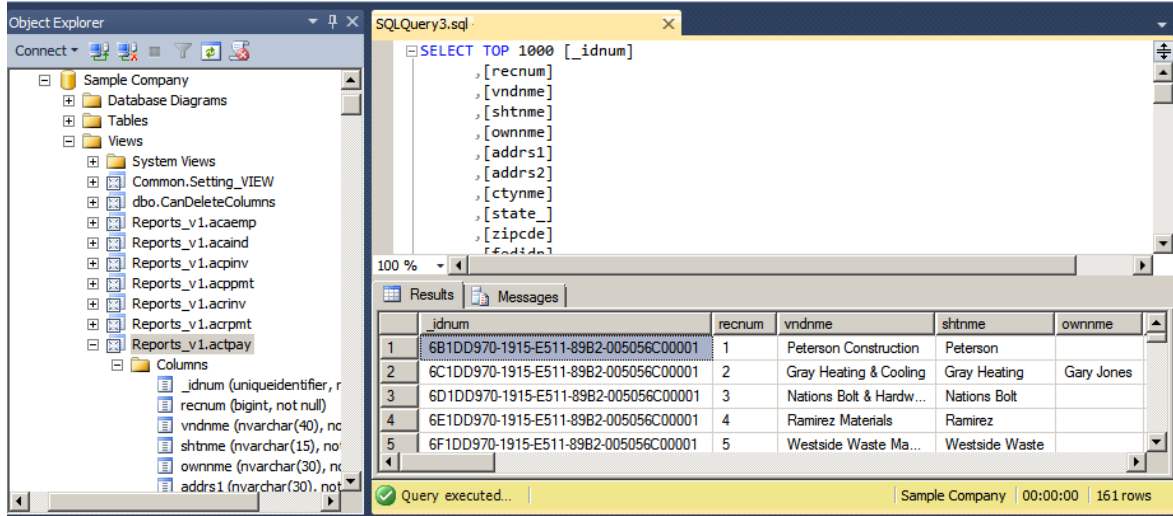 Object Explorer
Connect
Sample Company
Database Diagrams
Tables
Views
System Views
Common.Setting_VIEW
dbo.CanDeleteColumns
Reports_v1.acaemp
Reports_v1.acaind
Reports_v1.acpinv
Reports_v1.acppmt
Reports_v1.acrinv
Reports_v1.acrpmt
Reports_v1.actpay
Columns
_idnum (uniqueidentifier, r
recnum (bigint, not null)
vndnme (nvarchar(40), no
shtnme (nvarchar(15), not
ownnme (nvarchar(30), no
addrs1 (nvarchar(30), not
SQLQuery3.sql
SELECT TOP 1000 [_idnum]
,[recnum]
,[vndnme]
,[shtnme]
,[ownnme]
,[addrs1]
,[addrs2]
,[ctynme]
,[state_]
,[zipcde]
,[fedidn]
100 %
Results Messages
_idnum recnum vndnme shtnme ownnme
1 6B1DD970-1915-E511-89B2-005056C00001 1 Peterson Construction Peterson
2 6C1DD970-1915-E511-89B2-005056C00001 2 Gray Heating & Cooling Gray Heating Gary Jones
3 6D1DD970-1915-E511-89B2-005056C00001 3 Nations Bolt & Hardw... Nations Bolt
4 6E1DD970-1915-E511-89B2-005056C00001 4 Ramirez Materials Ramirez
5 6F1DD970-1915-E511-89B2-005056C00001 5 Westside Waste Ma... Westside Waste
Query executed... Sample Company 00:00:00 161 rows